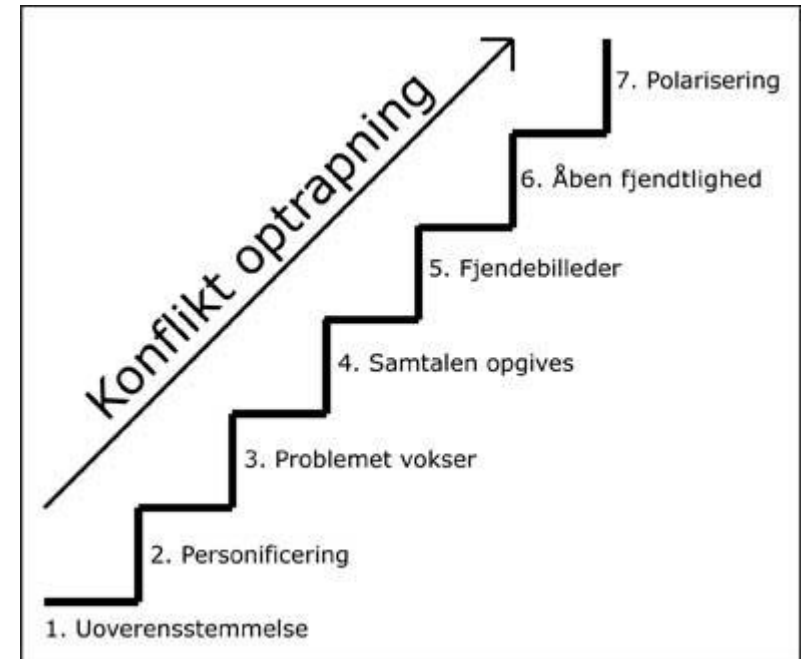 Konflikt optrapning
7. Polarisering
6. Åben fjendtlighed
5. Fjendebilleder
4. Samtalen opgives
3. Problemet vokser
2. Personificering
1. Uoverensstemmelse